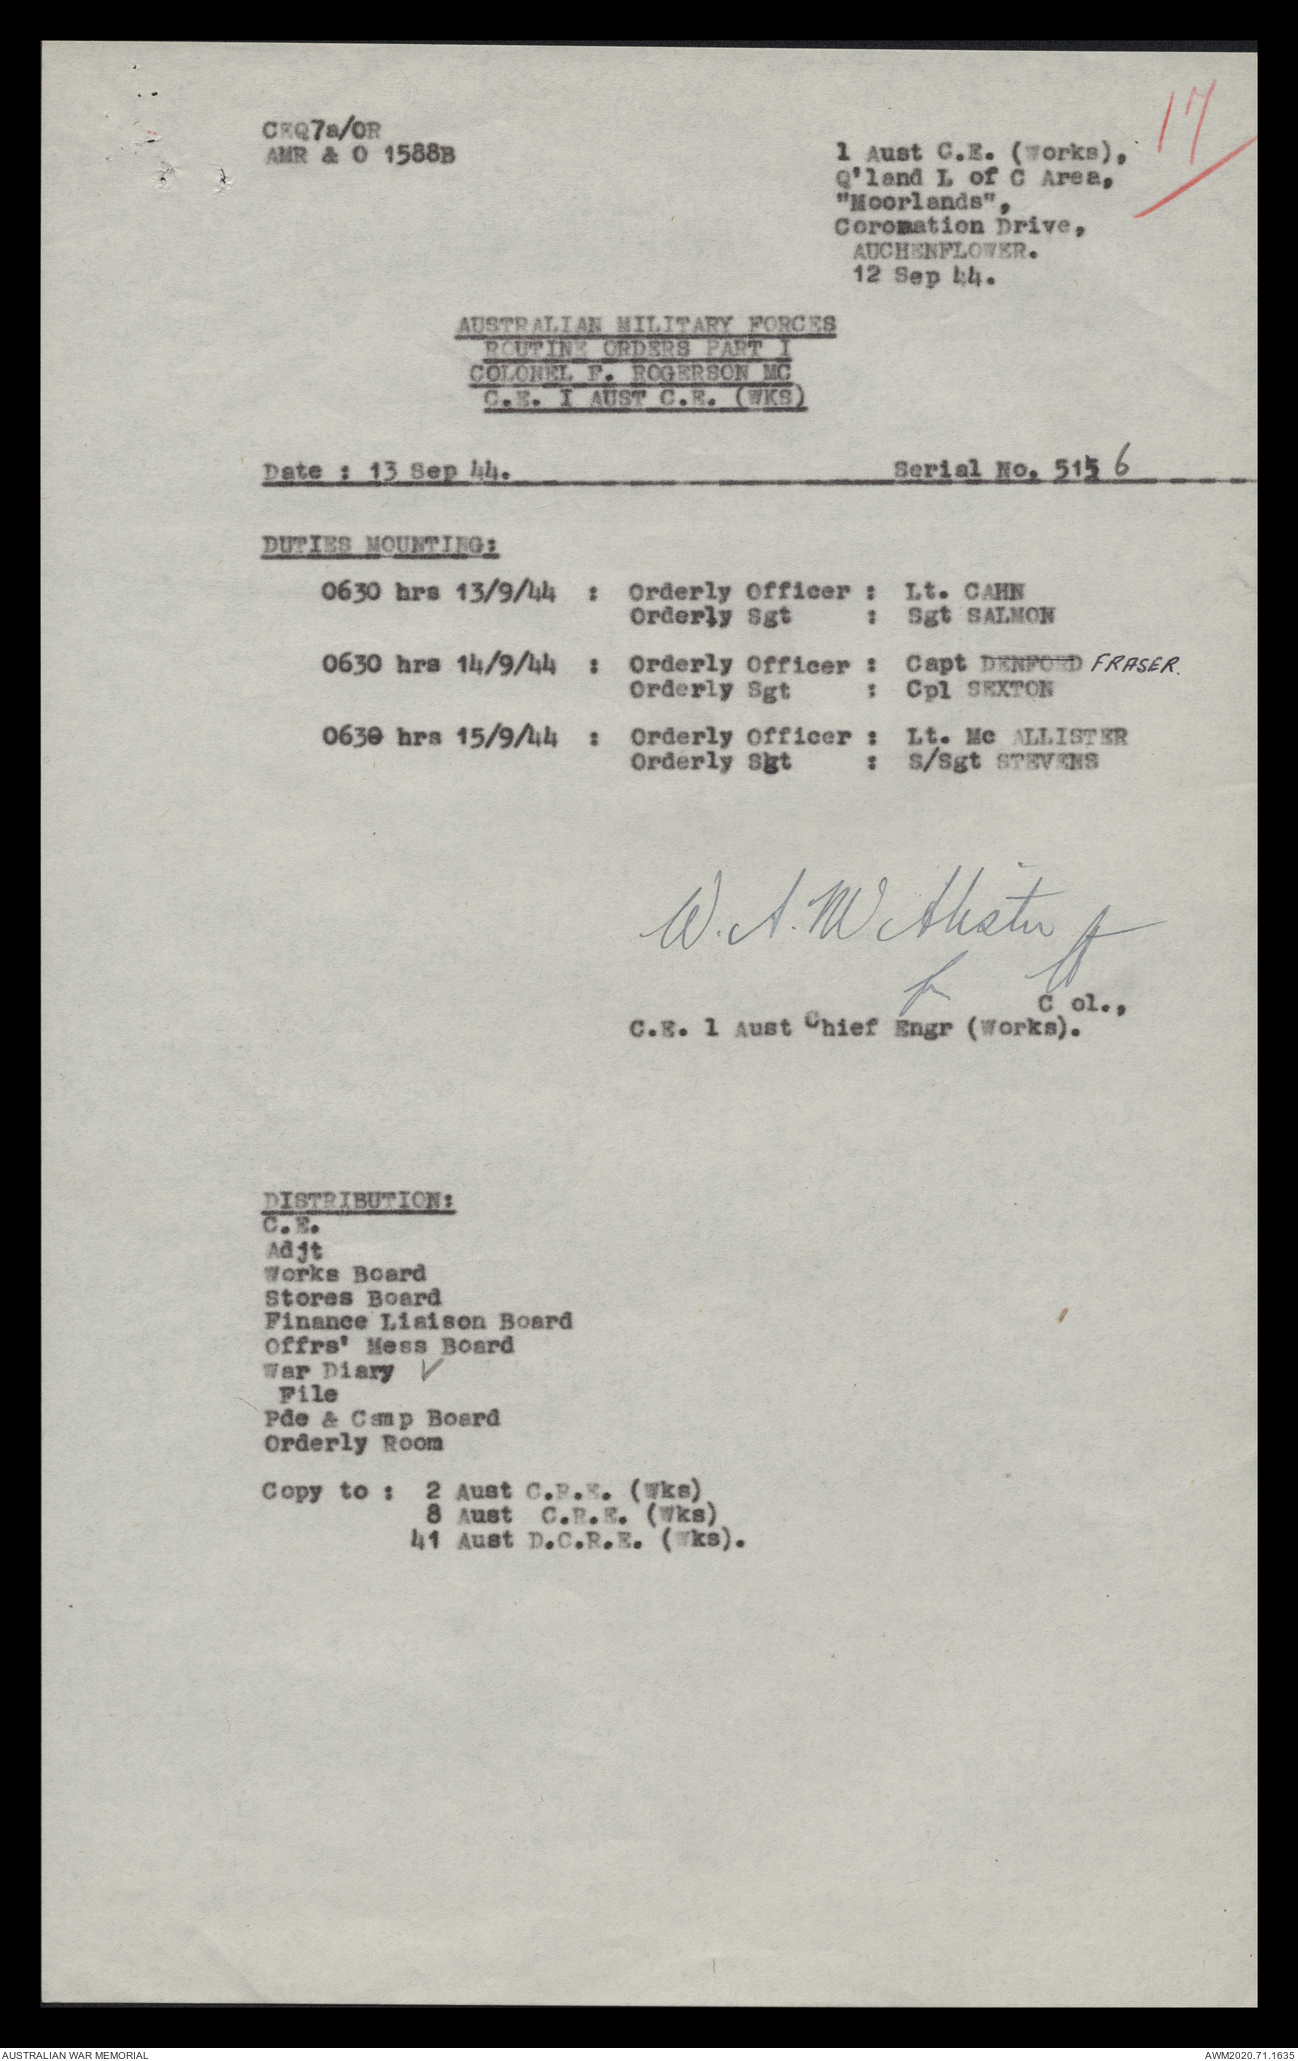 17
CEQ7a/OR
AMR & O 1588B
1 Aust C.E. (Works),
Q'land L of C Area,
"Moorlands",
Coronation Drive,
AUCHENFLOWER.
12 Sep 44.
AUSTRALIAN MILITARY FORCES
ROUTINE ORDERS PART I
COLONEL F. ROGERSON MC
C.E. I AUST C.E. (WKS)
Date : 13 Sep 44. Serial No. 515 6
DUTIES MOUNTING:
0630 hrs 13/9/44 : Orderly Officer : Lt. CAHN
Orderly Sgt : Sgt SALMON
0630 hrs 14/9/44 : Orderly Officer : Capt DENFORD FRASER.
Orderly Sgt : Cpl SEXTON
0630 hrs 15/9/44 : Orderly Officer : Lt. Mc ALLISTER
Orderly Sgt : S/Sgt STEVENS
W. A. McAllister Lt
for
C ol.,
C.E. 1 Aust Chief Engr (Works).
DISTRIBUTION:
C.E.
Adjt
Works Board
Stores Board
Finance Liaison Board
Offrs' Mess Board
War Diary ✓
File
Pde & Camp Board
Orderly Room
Copy to : 2 Aust C.R.E. (Wks)
8 Aust C.R.E. (Wks)
41 Aust D.C.R.E. (Wks).
AUSTRALIAN WAR MEMORIAL
AWM2020.71.1635